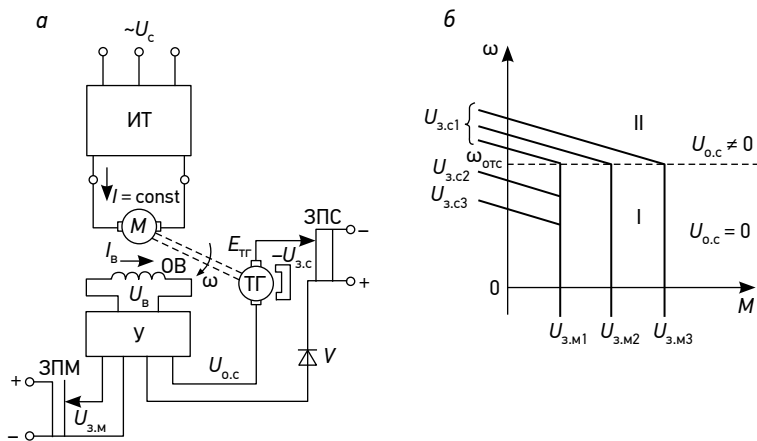 а
~U_с
ИТ
I = const
М
I_в
ОВ
ω
U_в
У
E_тг
ТГ
−U_з.с
ЗПС
−
+
V
U_о.с
ЗПМ
+
−
U_з.м
б
ω
II
U_з.с1
U_о.с ≠ 0
ω_отс
U_з.с2
U_з.с3
I
U_о.с = 0
0
M
U_з.м1
U_з.м2
U_з.м3